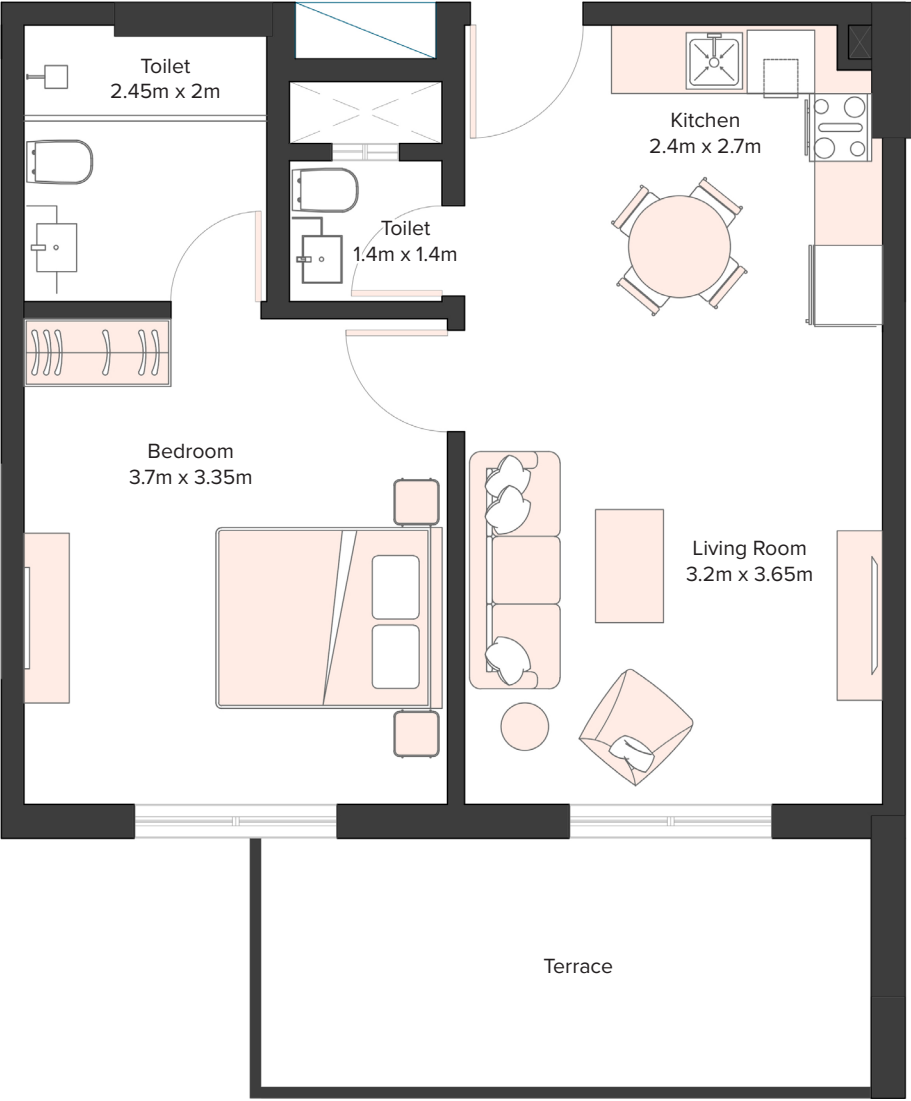 Toilet
2.45m x 2m
Kitchen
2.4m x 2.7m
Toilet
1.4m x 1.4m
Bedroom
3.7m x 3.35m
Living Room
3.2m x 3.65m
Terrace